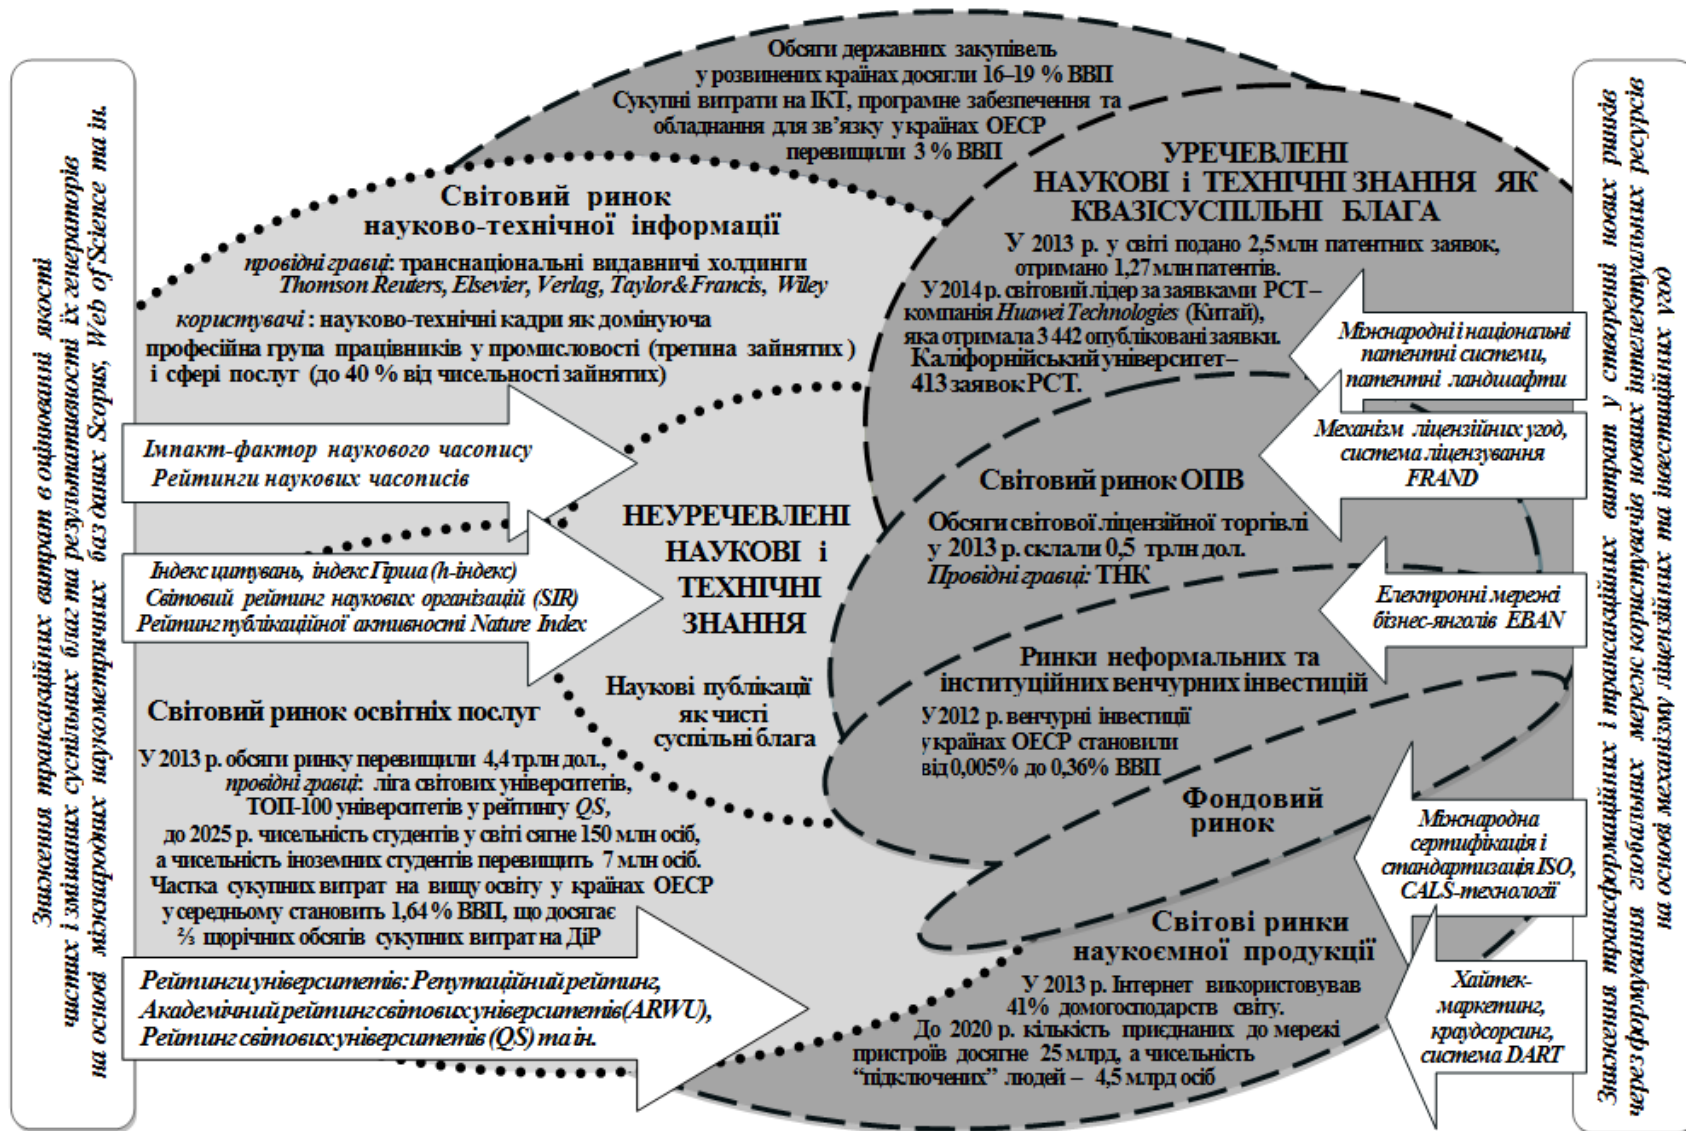 Зниження трансакційних витрат в оцінюванні якості
чистих і змішаних суспільних благ та результативності їх генераторів
на основі міжнародних наукометричних баз даних Scopus, Web of Science та ін.
Обсяги державних закупівель
у розвинених країнах досягли 16–19 % ВВП
Сукупні витрати на ІКТ, програмне забезпечення та
обладнання для зв’язку у країнах ОЕСР
перевищили 3 % ВВП
Світовий ринок
науково-технічної інформації
провідні гравці: транснаціональні видавничі холдинги
Thomson Reuters, Elsevier, Verlag, Taylor&Francis, Wiley
користувачі : науково-технічні кадри як домінуюча
професійна група працівників у промисловості (третина зайнятих )
і сфері послуг (до 40 % від чисельності зайнятих)
Імпакт-фактор наукового часопису
Рейтинги наукових часописів
Індекс цитувань, індекс Гірша (h-індекс)
Світовий рейтинг наукових організацій (SIR)
Рейтинг публікаційної активності Nature Index
НЕУРЕЧЕВЛЕНІ
НАУКОВІ і
ТЕХНІЧНІ
ЗНАННЯ
Наукові публікації
як чисті
суспільні блага
Світовий ринок освітніх послуг
У 2013 р. обсяги ринку перевищили 4,4 трлн дол.,
провідні гравці: ліга світових університетів,
ТОП-100 університетів у рейтингу QS,
до 2025 р. чисельність студентів у світі сягне 150 млн осіб,
а чисельність іноземних студентів перевищить 7 млн осіб.
Частка сукупних витрат на вищу освіту у країнах ОЕСР
у середньому становить 1,64 % ВВП, що досягає
⅔ щорічних обсягів сукупних витрат на ДіР
Рейтинги університетів: Репутаційний рейтинг,
Академічний рейтинг світових університетів(ARWU),
Рейтинг світових університетів (QS) та ін.
УРЕЧЕВЛЕНІ
НАУКОВІ і ТЕХНІЧНІ ЗНАННЯ ЯК
КВАЗІСУСПІЛЬНІ БЛАГА
У 2013 р. у світі подано 2,5 млн патентних заявок,
отримано 1,27 млн патентів.
У 2014 р. світовий лідер за заявками РСТ –
компанія Huawei Technologies (Китай),
яка отримала 3 442 опубліковані заявки.
Каліфорнійський університет–
413 заявок РСТ.
Світовий ринок ОПВ
Обсяги світової ліцензійної торгівлі
у 2013 р. склали 0,5 трлн дол.
Провідні гравці: ТНК
Ринки неформальних та
інституційних венчурних інвестицій
У 2012 р. венчурні інвестиції
у країнах ОЕСР становили
від 0,005% до 0,36% ВВП
Фондовий
ринок
Світові ринки
наукоємної продукції
У 2013 р. Інтернет використовував
41% домогосподарств світу.
До 2020 р. кількість приєднаних до мережі
пристроїв досягне 25 млрд, а чисельність
“підключених” людей – 4,5 млрд осіб
Міжнародні і національні
патентні системи,
патентні ландшафти
Механізм ліцензійних угод,
система ліцензування
FRAND
Електронні мережі
бізнес-янголів EBAN
Міжнародна
сертифікація і
стандартизація ISO,
CALS-технології
Хайтек-
маркетинг,
краудсорсинг,
система DART
Зниження трансформаційних і трансакційних витрат у створенні нових ринків
через формування глобальних мереж користувачів нових інтелектуальних ресурсів
на основі механізму ліцензійних та інвестиційних угод